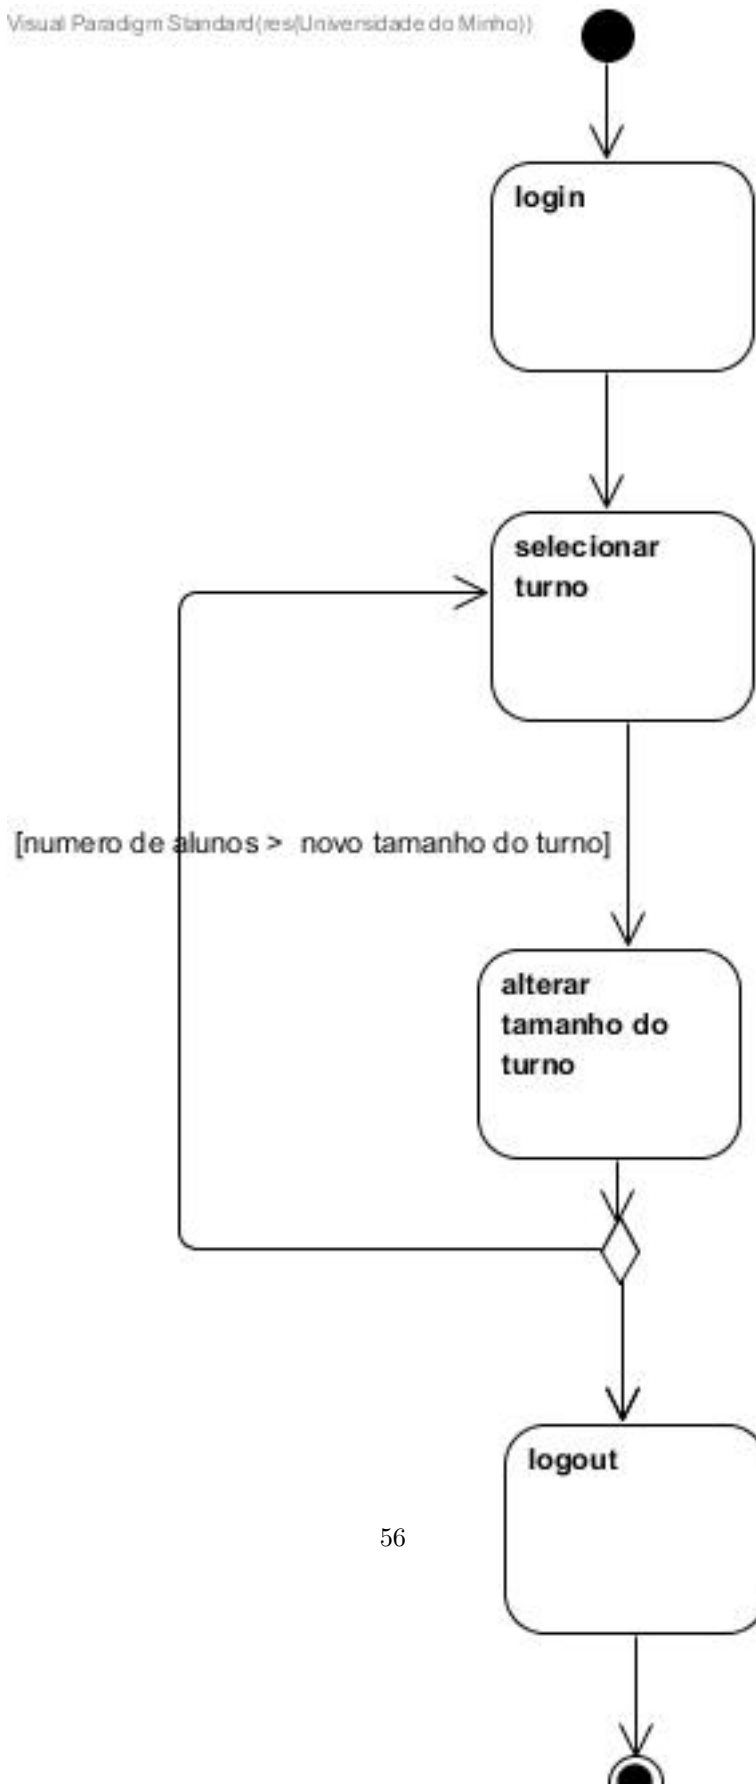 Visual Paradigm Standard(res(Universidade do Minho))
login
selecionar
turno
[numero de alunos > novo tamanho do turno]
alterar
tamanho do
turno
logout
56